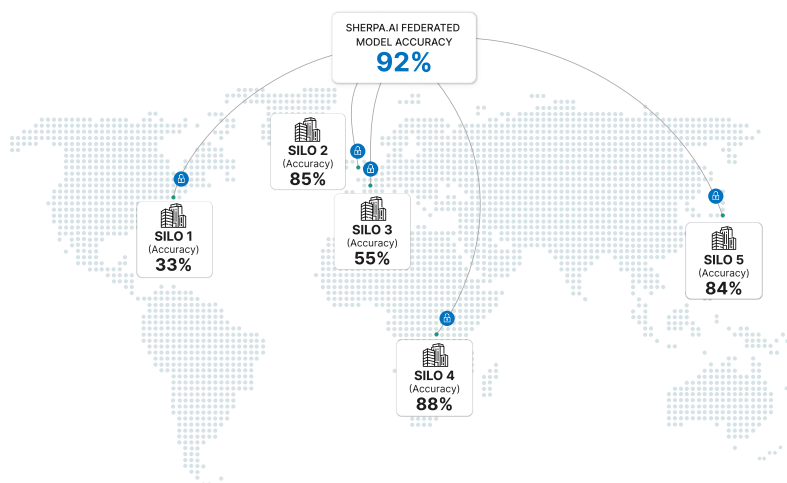 SHERPA.AI FEDERATED
MODEL ACCURACY
92%
SILO 2
(Accuracy)
85%
SILO 1
(Accuracy)
33%
SILO 3
(Accuracy)
55%
SILO 5
(Accuracy)
84%
SILO 4
(Accuracy)
88%